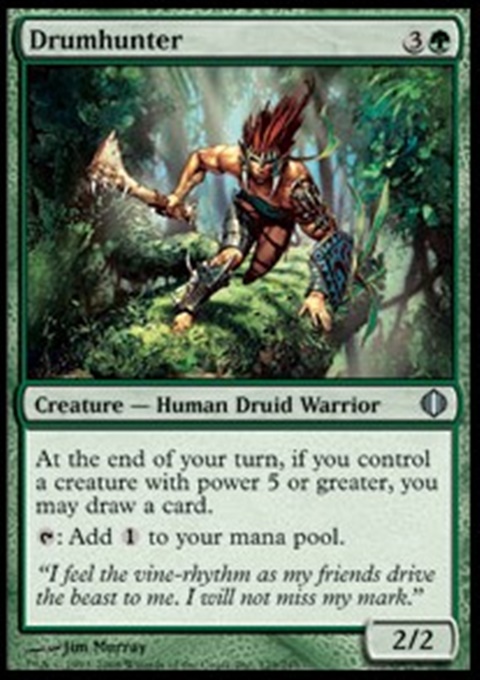 Drumhunter 3
Creature — Human Druid Warrior
At the end of your turn, if you control
a creature with power 5 or greater, you
may draw a card.
: Add 1 to your mana pool.
"I feel the vine-rhythm as my friends drive
the beast to me. I will not miss my mark."
Jim Murray
2/2